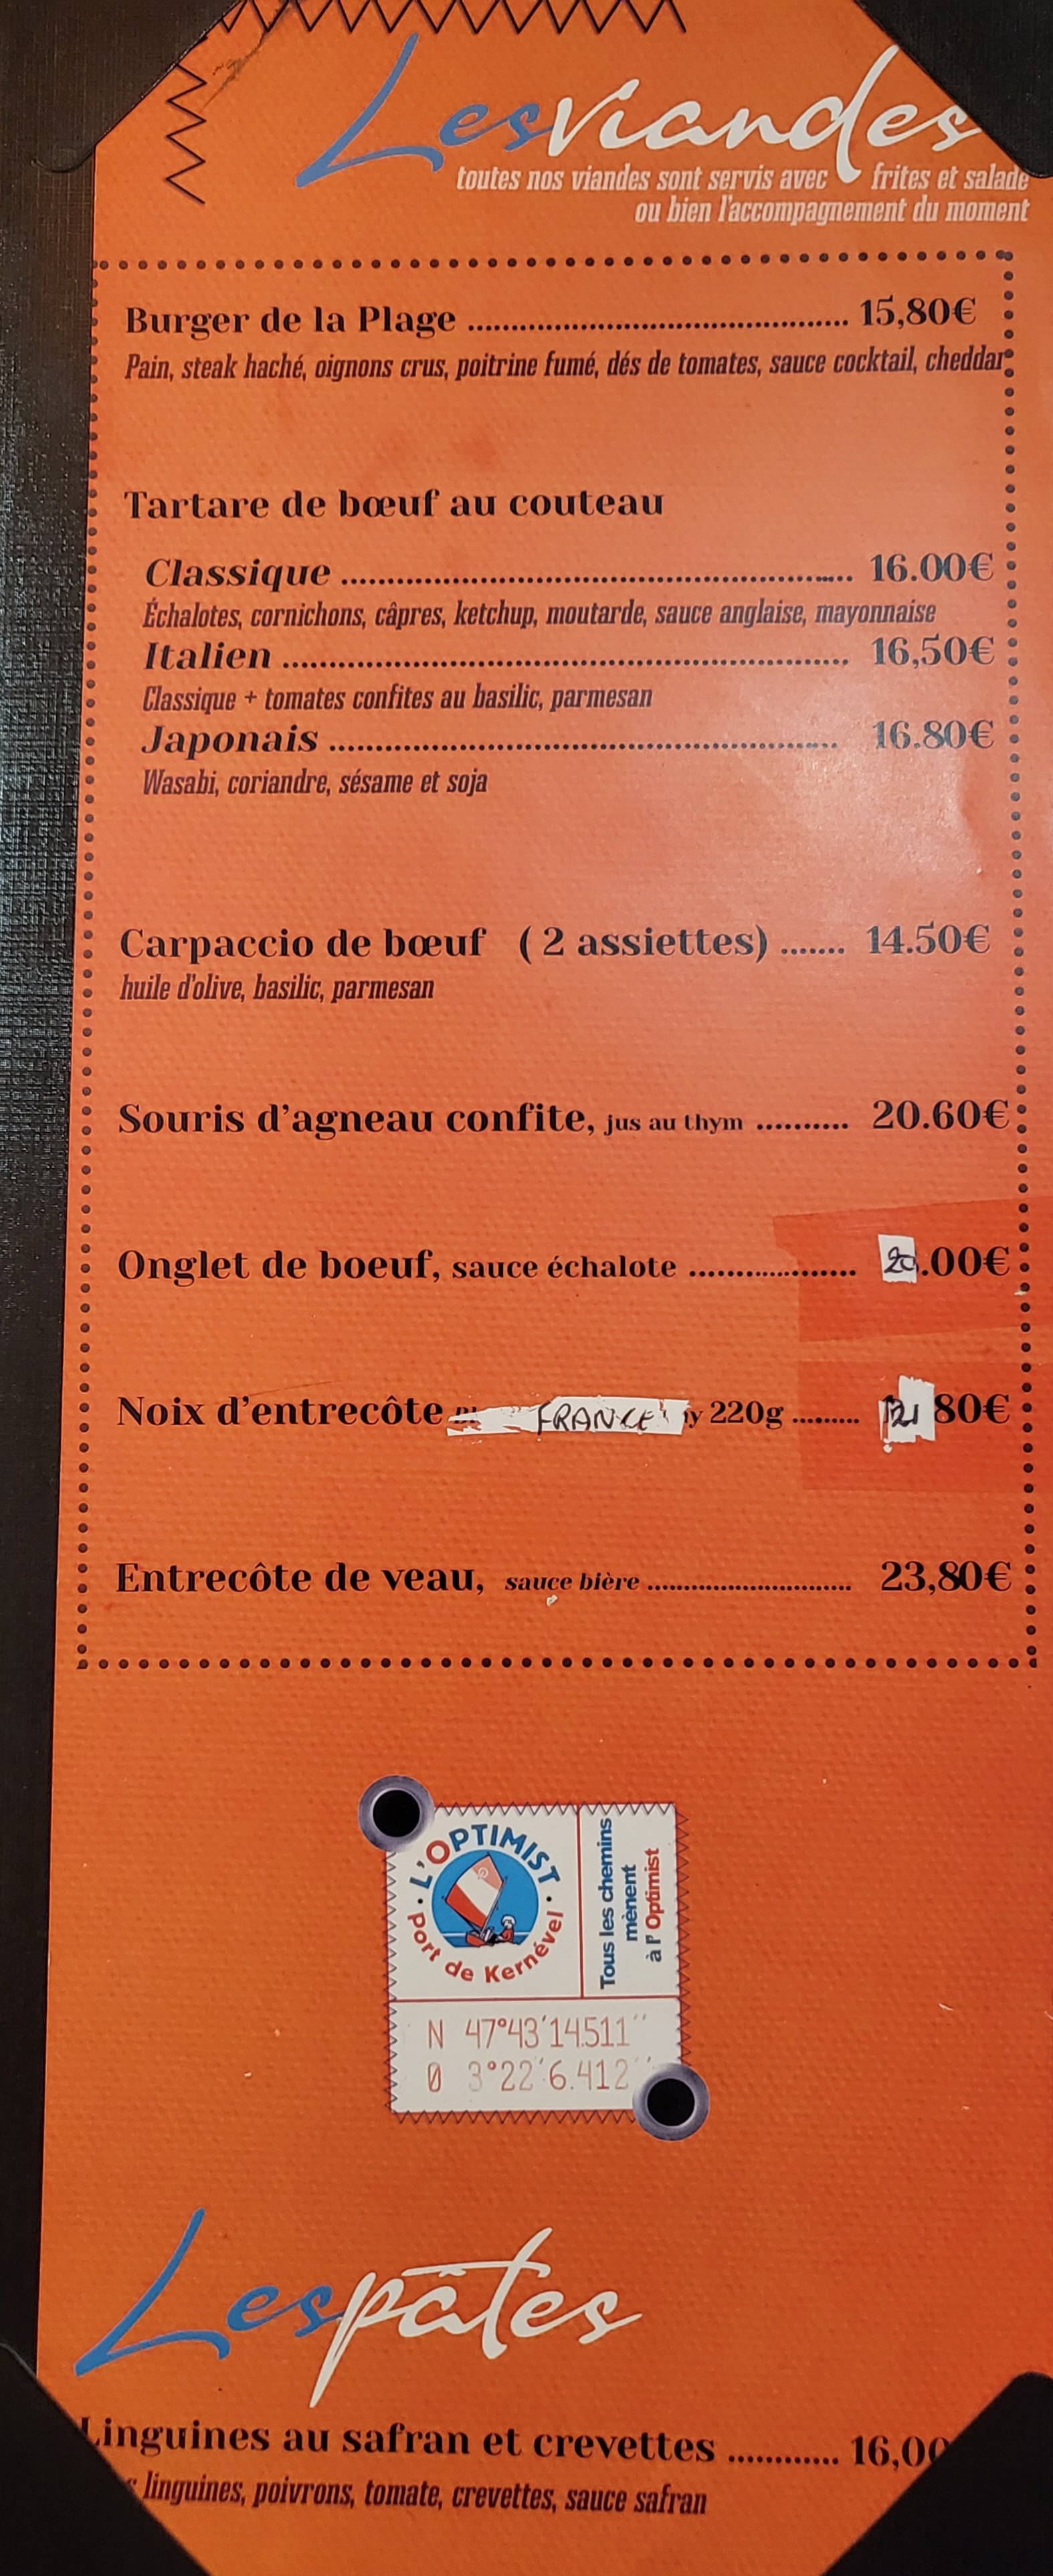 Les viandes
toutes nos viandes sont servis avec frites et salade
ou bien l'accompagnement du moment
Burger de la Plage ........................................ 15,80€
Pain, steak haché, oignons crus, poitrine fumé, dés de tomates, sauce cocktail, cheddar
Tartare de bœuf au couteau
Classique ........................................ 16.00€
Échalotes, cornichons, câpres, ketchup, moutarde, sauce anglaise, mayonnaise
Italien ........................................ 16,50€
Classique + tomates confites au basilic, parmesan
Japonais ........................................ 16.80€
Wasabi, coriandre, sésame et soja
Carpaccio de bœuf ( 2 assiettes) ....... 14.50€
huile d'olive, basilic, parmesan
Souris d'agneau confite, jus au thym .......... 20.60€
Onglet de boeuf, sauce échalote .................. 20.00€
Noix d'entrecôte FRANCE 220g ......... 80€
Entrecôte de veau, sauce bière ........................... 23,80€
L'OPTIMIST
Port de Kernével
Tous les chemins
mènent
à l'Optimist
N 47°43'14.511''
O 3°22'6.412''
Les pâtes
Linguines au safran et crevettes ............ 16,00
linguines, poivrons, tomate, crevettes, sauce safran